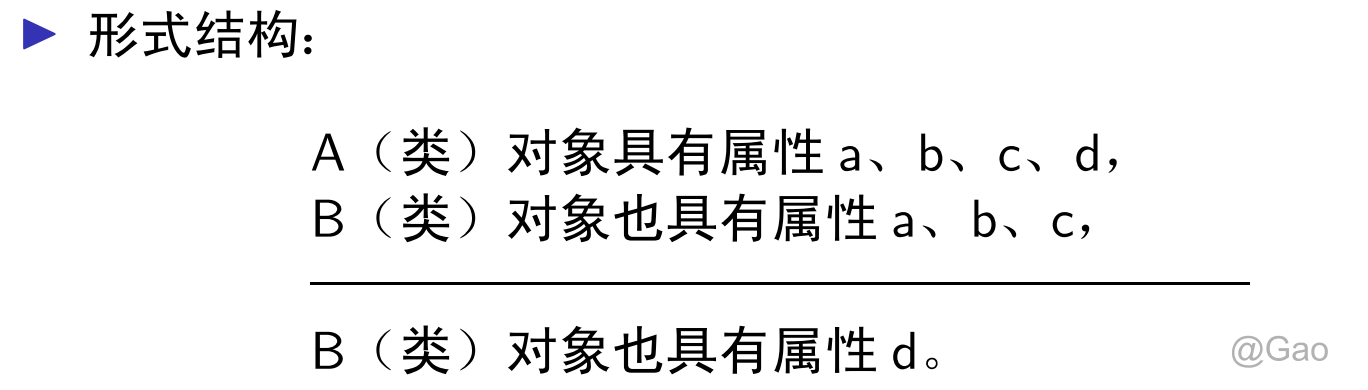 形式结构：
A（类）对象具有属性 a、b、c、d，
B（类）对象也具有属性 a、b、c，
B（类）对象也具有属性 d。
@Gao